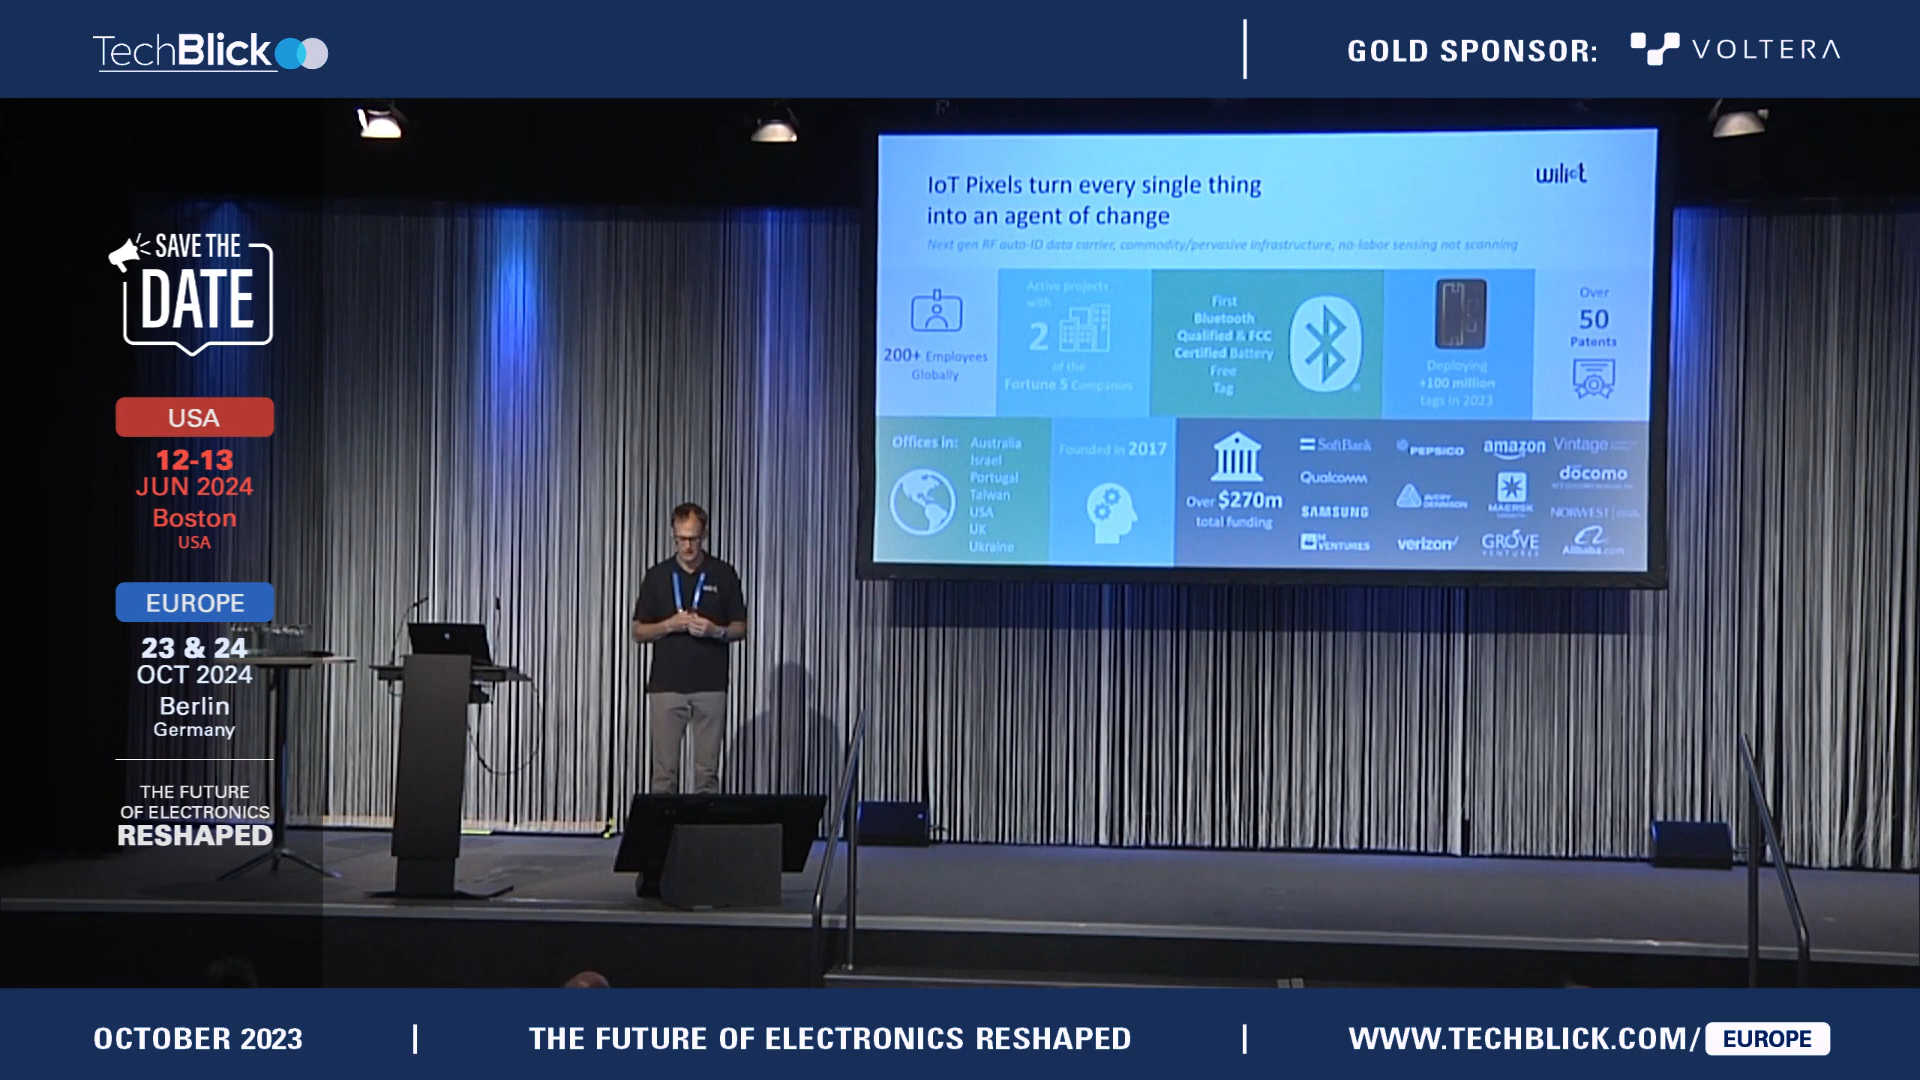 TechBlick
GOLD SPONSOR:
VOLTERA
SAVE THE
DATE
USA
12-13
JUN 2024
Boston
USA
EUROPE
23 & 24
OCT 2024
Berlin
Germany
THE FUTURE
OF ELECTRONICS
RESHAPED
IoT Pixels turn every single thing
into an agent of change
wiliot
Next gen RF auto-ID data carrier, commodity/pervasive infrastructure, no-labor sensing not scanning
200+ Employees
Globally
Active projects
with
2
of the
Fortune 5 Companies
First
Bluetooth
Qualified & FCC
Certified Battery
Free
Tag
Deploying
+100 million
tags in 2023
Over
50
Patents
Offices in:
Australia
Israel
Portugal
Taiwan
USA
UK
Ukraine
Founded in 2017
Over $270m
total funding
SoftBank
PEPSICO
amazon
Vintage
Qualcomm
AVERY
DENNISON
MAERSK
GROWTH
döcomo
SAMSUNG
NORWEST
VENTURES
verizon
GROVE
VENTURES
Alibaba.com
OCTOBER 2023
THE FUTURE OF ELECTRONICS RESHAPED
WWW.TECHBLICK.COM/EUROPE